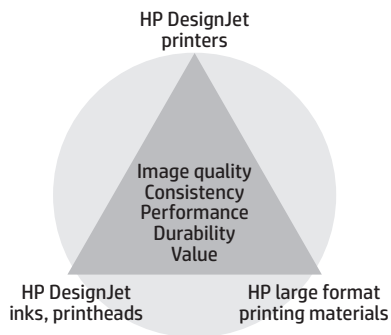 HP DesignJet
printers
Image quality
Consistency
Performance
Durability
Value
HP DesignJet
inks, printheads
HP large format
printing materials